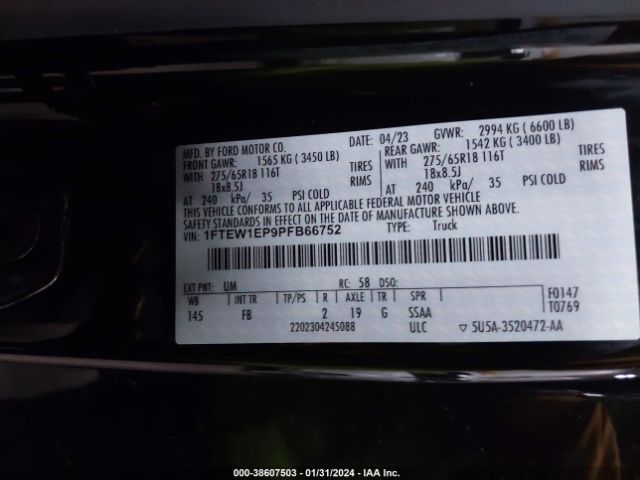 MFD. BY FORD MOTOR CO. DATE: 04/23 GVWR: 2994 KG ( 6600 LB)
FRONT GAWR: 1565 KG ( 3450 LB) REAR GAWR: 1542 KG ( 3400 LB)
WITH 275/65R18 116T TIRES WITH 275/65R18 116T TIRES
18x8.5J RIMS 18x8.5J RIMS
AT 240 kPa/ 35 PSI COLD AT 240 kPa/ 35 PSI COLD
THIS VEHICLE CONFORMS TO ALL APPLICABLE FEDERAL MOTOR VEHICLE
SAFETY STANDARDS IN EFFECT ON THE DATE OF MANUFACTURE SHOWN ABOVE.
VIN: 1FTEW1EP9PFB66752 TYPE: Truck
EXT PNT: UM RC: 58 DSO:
WB INT TR TP/PS R AXLE TR SPR F0147
145 FB 2 19 G SSAA T0769
2202304245088 ULC ▽ 5U5A-3520472-AA
000-38607503 - 01/31/2024 - IAA Inc.